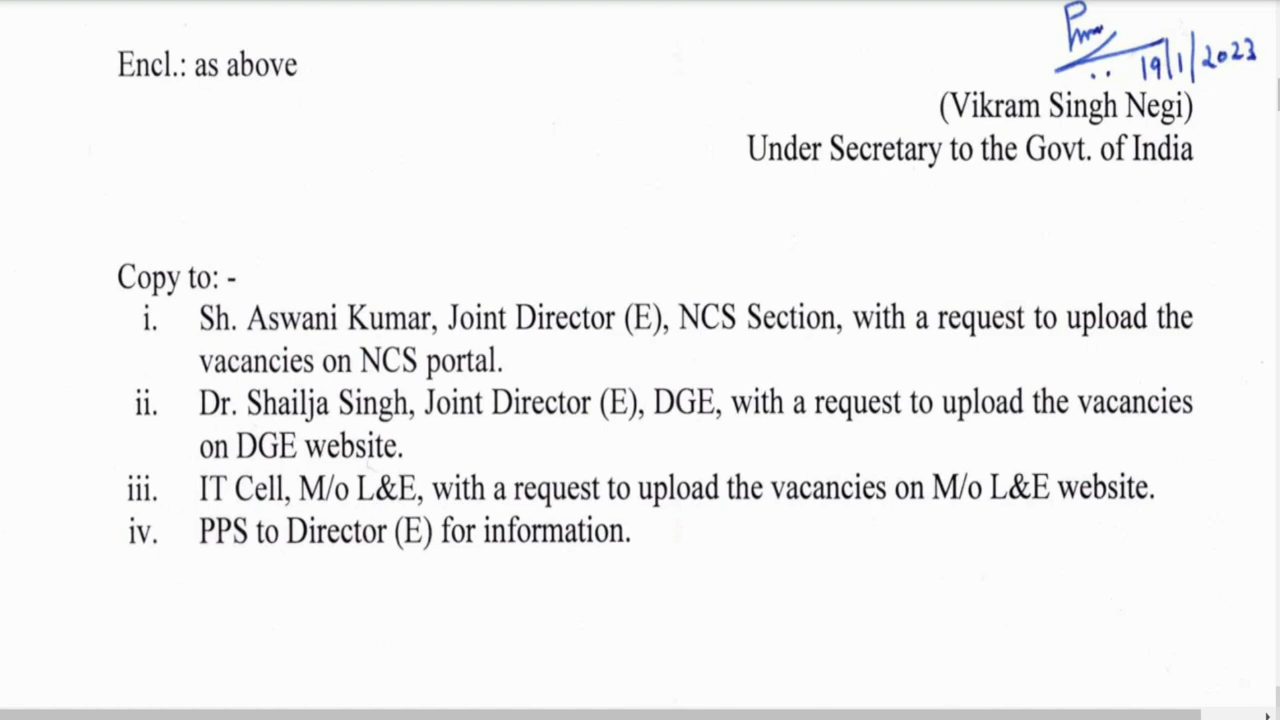 19/1/2023
Encl.: as above
(Vikram Singh Negi)
Under Secretary to the Govt. of India
Copy to: -
i. Sh. Aswani Kumar, Joint Director (E), NCS Section, with a request to upload the
vacancies on NCS portal.
ii. Dr. Shailja Singh, Joint Director (E), DGE, with a request to upload the vacancies
on DGE website.
iii. IT Cell, M/o L&E, with a request to upload the vacancies on M/o L&E website.
iv. PPS to Director (E) for information.